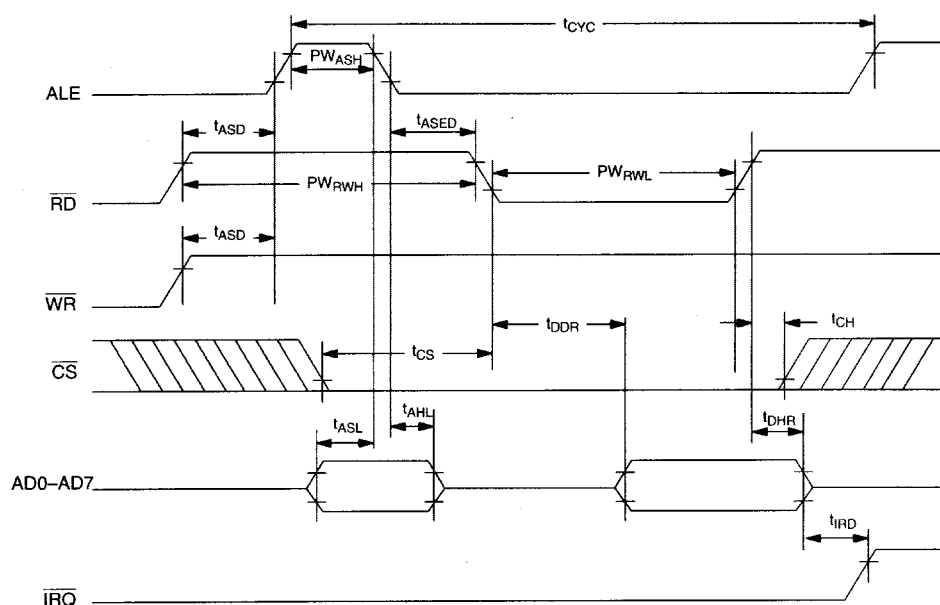 tCYC
PWASH
ALE
tASD
tASED
PWRWH
PWRWL
RD
tASD
WR
tDDR
tCH
tCS
CS
tASL
tAHL
tDHR
AD0–AD7
tIRD
IRQ